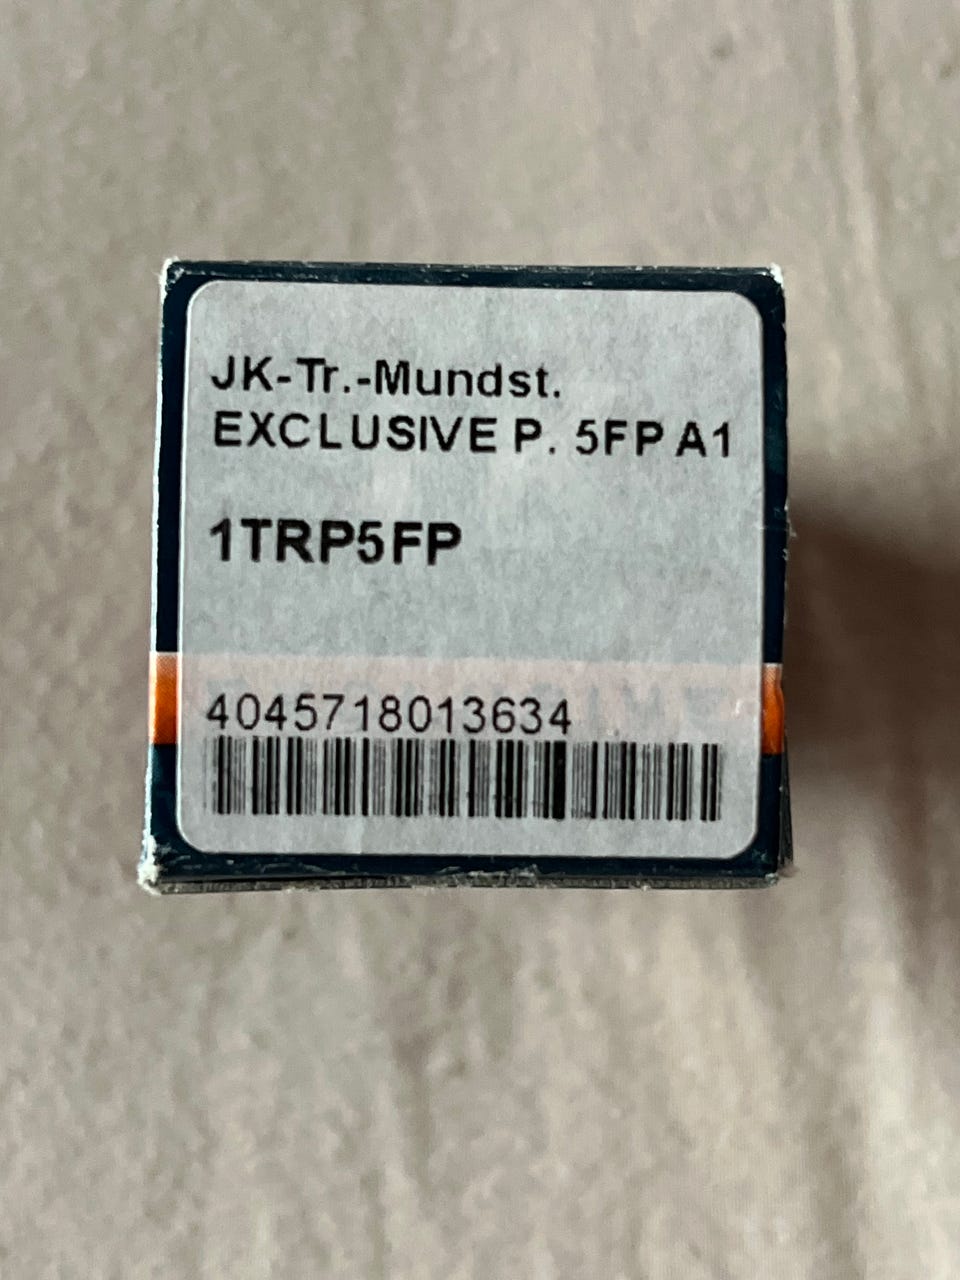 JK-Tr.-Mundst.
EXCLUSIVE P. 5FP A1
1TRP5FP
4045718013634